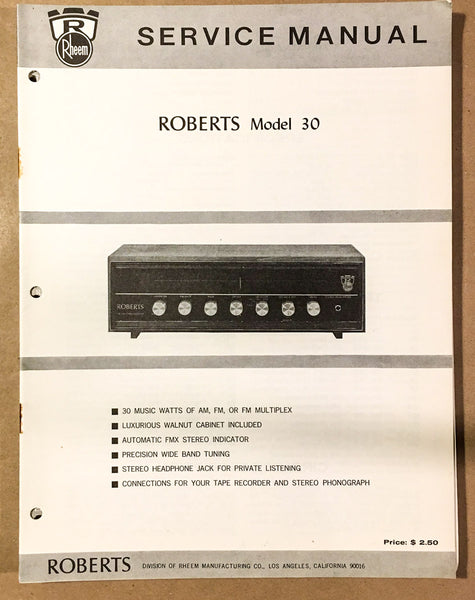 R
Rheem
SERVICE MANUAL
ROBERTS Model 30
ROBERTS
30 MUSIC WATTS OF AM, FM, OR FM MULTIPLEX
LUXURIOUS WALNUT CABINET INCLUDED
AUTOMATIC FMX STEREO INDICATOR
PRECISION WIDE BAND TUNING
STEREO HEADPHONE JACK FOR PRIVATE LISTENING
CONNECTIONS FOR YOUR TAPE RECORDER AND STEREO PHONOGRAPH
Price: $ 2.50
ROBERTS DIVISION OF RHEEM MANUFACTURING CO., LOS ANGELES, CALIFORNIA 90016